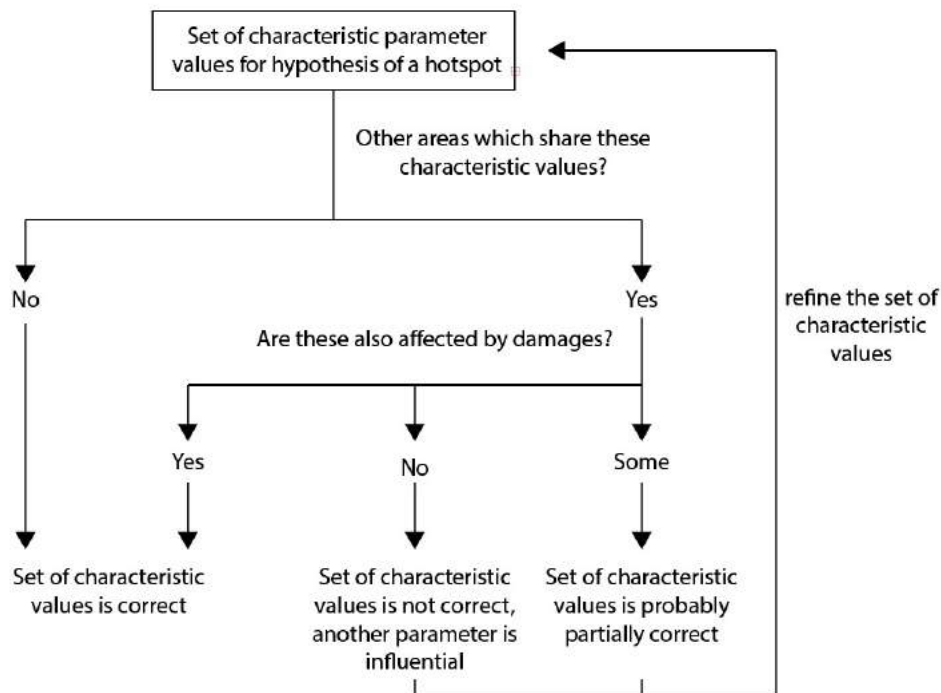 Set of characteristic parameter
values for hypothesis of a hotspot
Other areas which share these
characteristic values?
No
Yes
refine the set of
characteristic
values
Are these also affected by damages?
Yes
No
Some
Set of characteristic
values is correct
Set of characteristic
values is not correct,
another parameter is
influential
Set of characteristic
values is probably
partially correct